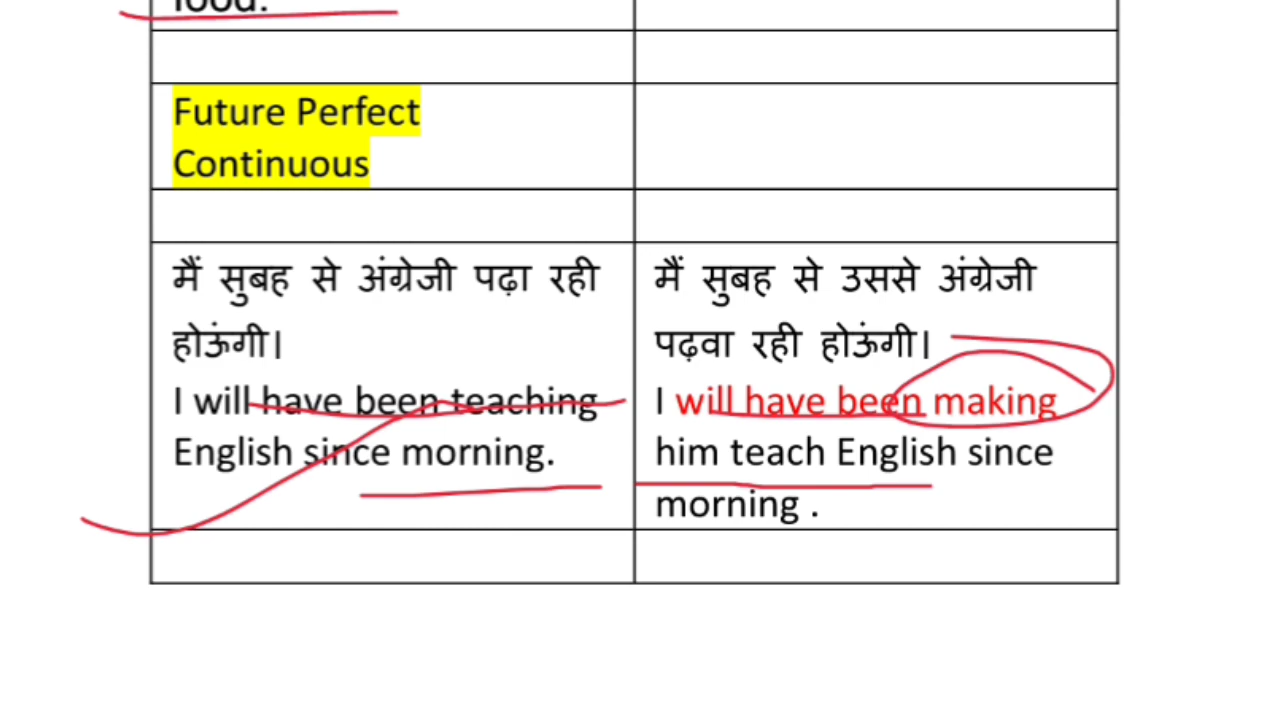 food.
Future Perfect
Continuous
मैं सुबह से अंग्रेजी पढ़ा रही
होऊंगी।
I will have been teaching
English since morning.
मैं सुबह से उससे अंग्रेजी
पढ़वा रही होऊंगी।
I will have been making
him teach English since
morning .